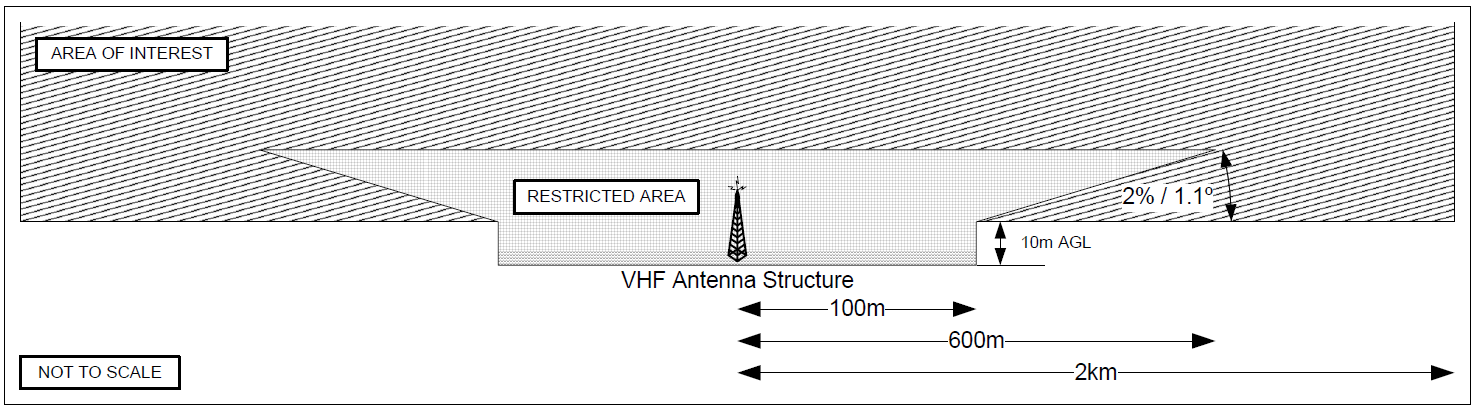 AREA OF INTEREST
RESTRICTED AREA
2% / 1.1º
10m AGL
VHF Antenna Structure
100m
600m
2km
NOT TO SCALE